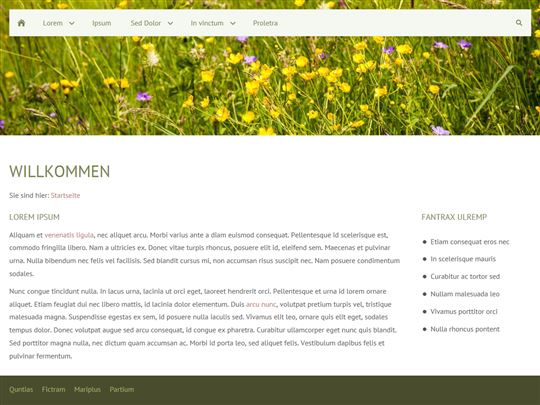 Lorem Ipsum Sed Dolor In vinctum Proletra
WILLKOMMEN
Sie sind hier: Startseite
LOREM IPSUM
Aliquam et venenatis ligula, nec aliquet arcu. Morbi varius ante a diam euismod consequat. Pellentesque id scelerisque est,
commodo fringilla libero. Nam a ultricies ex. Donec vitae turpis rhoncus, posuere elit id, eleifend sem. Maecenas et pulvinar
urna. Nulla bibendum nec felis vel facilisis. Sed blandit cursus mi, non accumsan risus suscipit nec. Nam posuere condimentum
sodales.
Nunc congue tincidunt nulla. In lacus urna, lacinia ut orci eget, laoreet hendrerit orci. Pellentesque et urna id lorem ornare
aliquet. Etiam feugiat dui nec libero mattis, id lacinia dolor elementum. Duis arcu nunc, volutpat pretium turpis vel, tristique
malesuada magna. Suspendisse egestas ex sem, id posuere nulla iaculis sed. Vivamus elit leo, ornare quis elit eget, sodales
tempus dolor. Donec volutpat augue sed arcu consequat, id congue ex pharetra. Curabitur ullamcorper eget nunc quis blandit.
Sed porttitor magna nulla, nec dictum quam accumsan ac. Morbi id porta leo, sed aliquet felis. Vestibulum dapibus felis et
pulvinar fermentum.
FANTRAX ULREMP
Etiam consequat eros nec
In scelerisque mauris
Curabitur ac tortor sed
Nullam malesuada leo
Vivamus porttitor orci
Nulla rhoncus pontent
Quntias Fictram Mariplus Partium